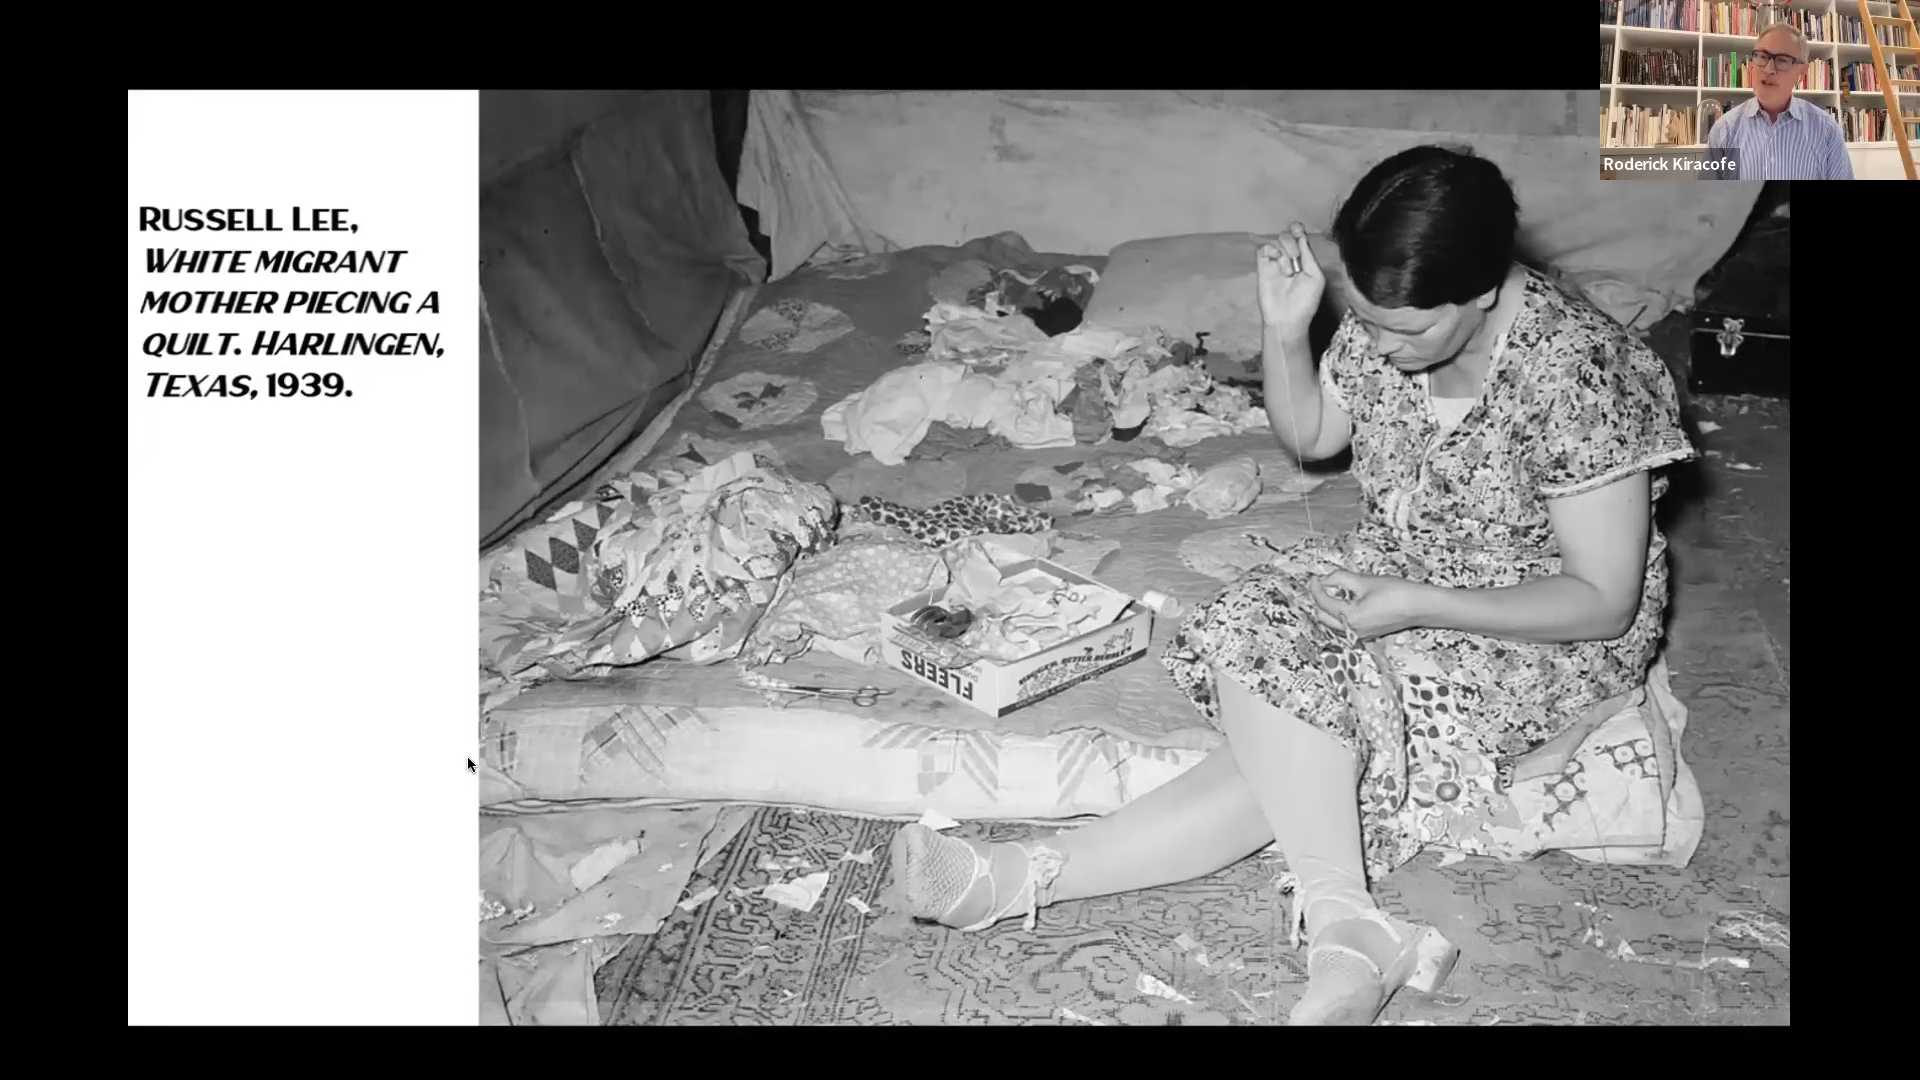 RUSSELL LEE,
WHITE MIGRANT
MOTHER PIECING A
QUILT. HARLINGEN,
TEXAS, 1939.
Roderick Kiracofe
FLEERS